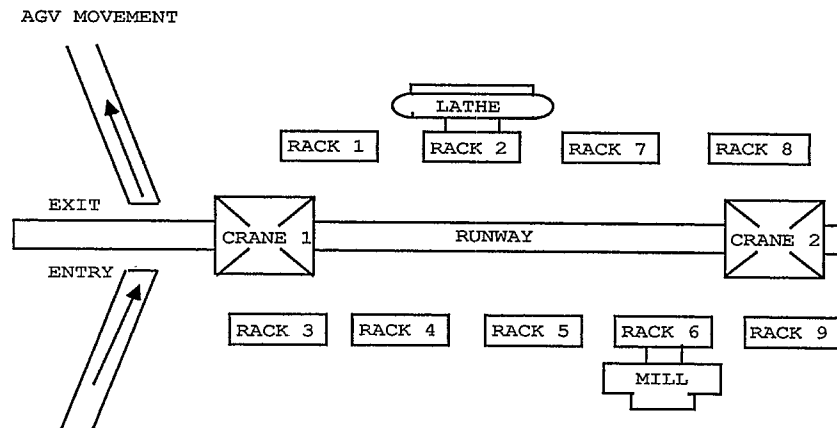 AGV MOVEMENT
LATHE
RACK 1
RACK 2
RACK 7
RACK 8
EXIT
CRANE 1
RUNWAY
CRANE 2
ENTRY
RACK 3
RACK 4
RACK 5
RACK 6
RACK 9
MILL